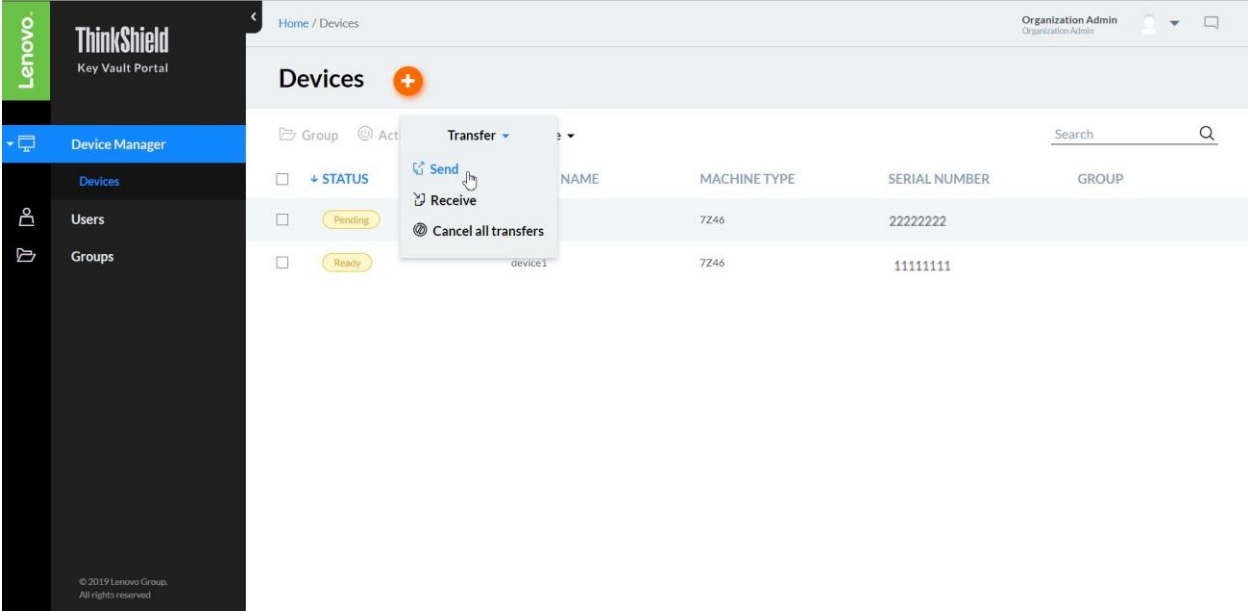 Lenovo.
ThinkShield
Key Vault Portal
Home / Devices
Organization Admin
Organization Admin
Devices
Device Manager
Devices
Users
Groups
Group Transfer
Search
Send
Receive
Cancel all transfers
STATUS NAME MACHINE TYPE SERIAL NUMBER GROUP
Pending 7Z46 22222222
Ready device1 7Z46 11111111
© 2019 Lenovo Group.
All rights reserved